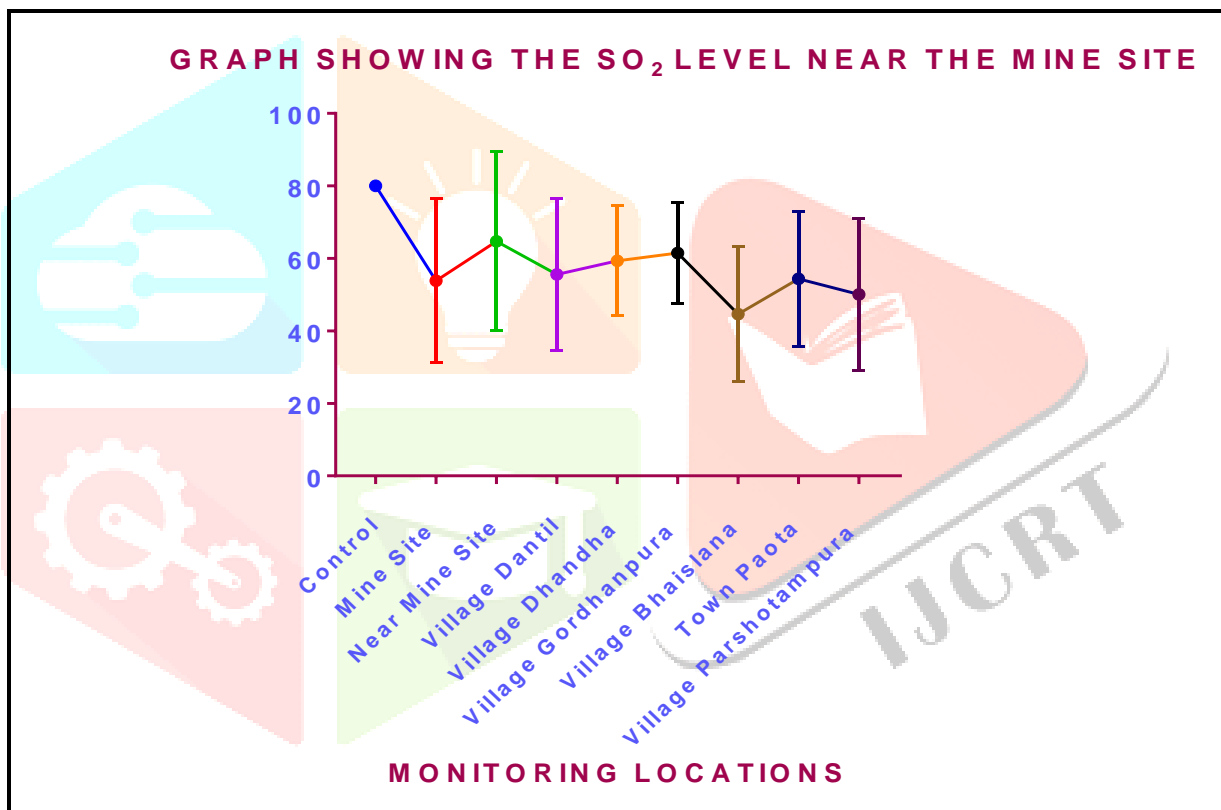 GRAPH SHOWING THE SO₂ LEVEL NEAR THE MINE SITE
100
80
60
40
20
0
Control
Mine Site
Near Mine Site
Village Dantil
Village Dhandha
Village Gordhanpura
Village Bhaislana
Town Paota
Village Parshotampura
IJCRT
MONITORING LOCATIONS